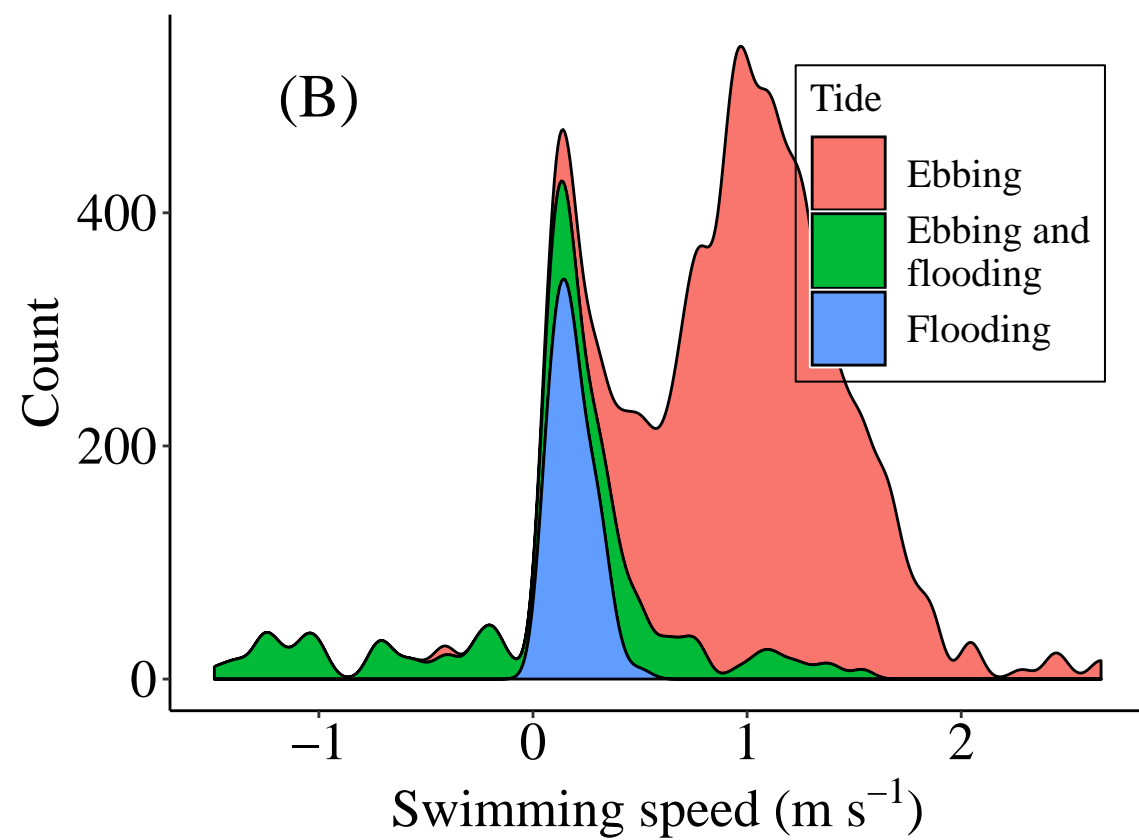 (B)
Tide
Ebbing
Ebbing and
flooding
Flooding
Count
400
200
0
−1
0
1
2
Swimming speed (m s⁻¹)